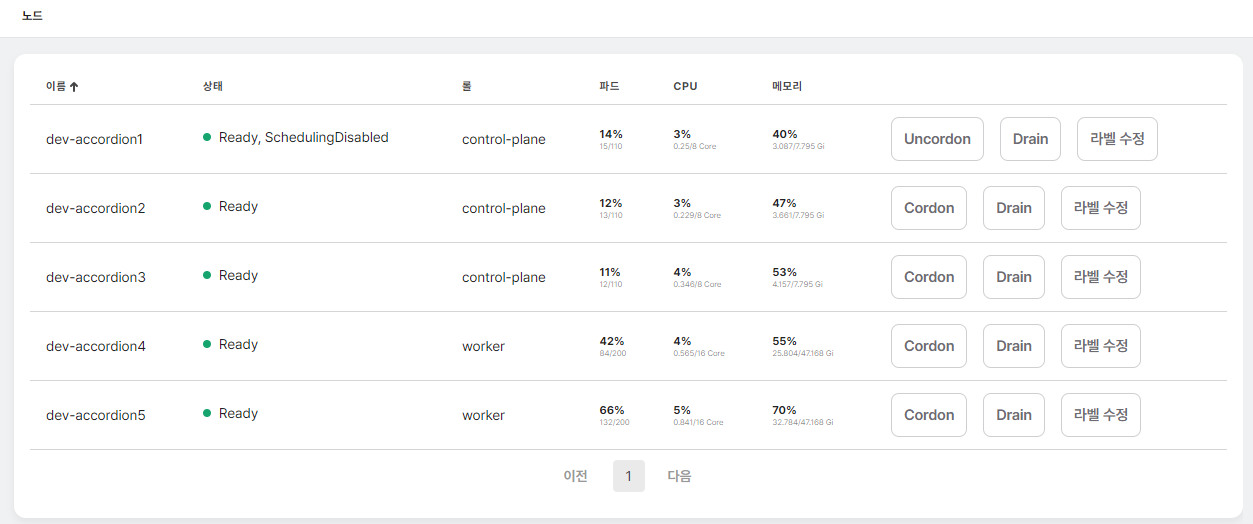 노드
이름 상태 롤 파드 CPU 메모리
dev-accordion1 Ready, SchedulingDisabled control-plane 14% 3% 40% Uncordon Drain 라벨 수정
15/110 0.25/8 Core 3.087/7.795 Gi
dev-accordion2 Ready control-plane 12% 3% 47% Cordon Drain 라벨 수정
13/110 0.229/8 Core 3.661/7.795 Gi
dev-accordion3 Ready control-plane 11% 4% 53% Cordon Drain 라벨 수정
12/110 0.346/8 Core 4.157/7.795 Gi
dev-accordion4 Ready worker 42% 4% 55% Cordon Drain 라벨 수정
84/200 0.565/16 Core 25.804/47.168 Gi
dev-accordion5 Ready worker 66% 5% 70% Cordon Drain 라벨 수정
132/200 0.841/16 Core 32.784/47.168 Gi
이전 1 다음